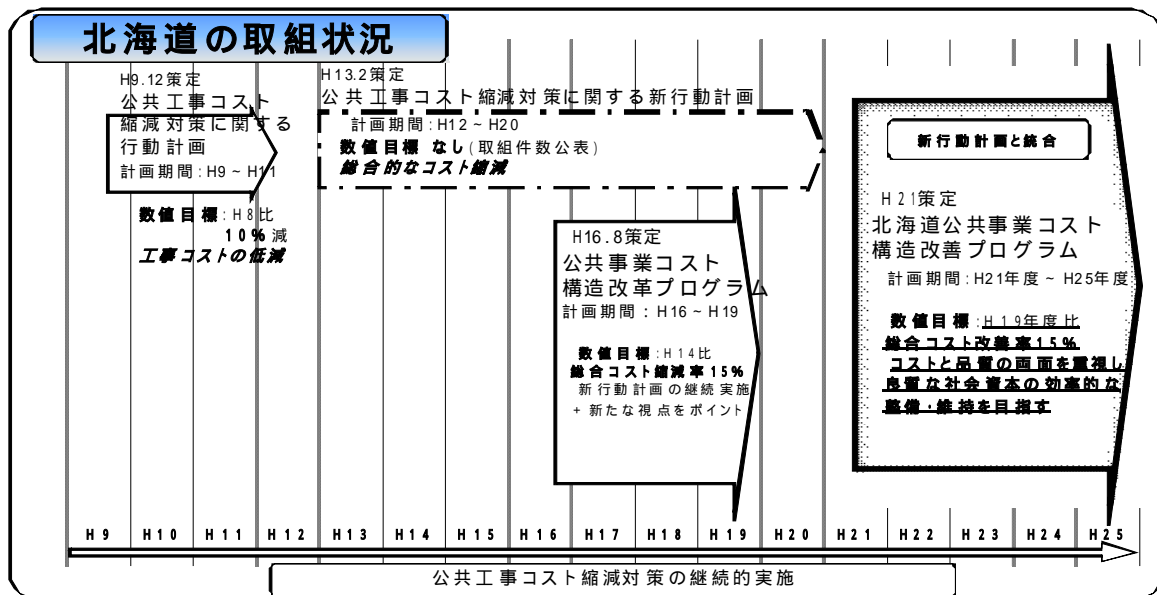 北海道の取組状況
H9.12策定
公共工事コスト
縮減対策に関する
行動計画
計画期間:H9～H11
数値目標:H8比
10%減
工事コストの低減
H13.2策定
公共工事コスト縮減対策に関する新行動計画
計画期間:H12～H20
数値目標 なし(取組件数公表)
総合的なコスト縮減
H16.8策定
公共事業コスト
構造改革プログラム
計画期間：H16～H19
数値目標:H14比
総合コスト縮減率15%
新行動計画の継続実施
+ 新たな視点をポイント
新行動計画と統合
H21策定
北海道公共事業コスト
構造改善プログラム
計画期間:H21年度～H25年度
数値目標:H19年度比
総合コスト改善率15%
コストと品質の両面を重視し
良質な社会資本の効率的な
整備・維持を目指す
H9 H10 H11 H12 H13 H14 H15 H16 H17 H18 H19 H20 H21 H22 H23 H24 H25
公共工事コスト縮減対策の継続的実施